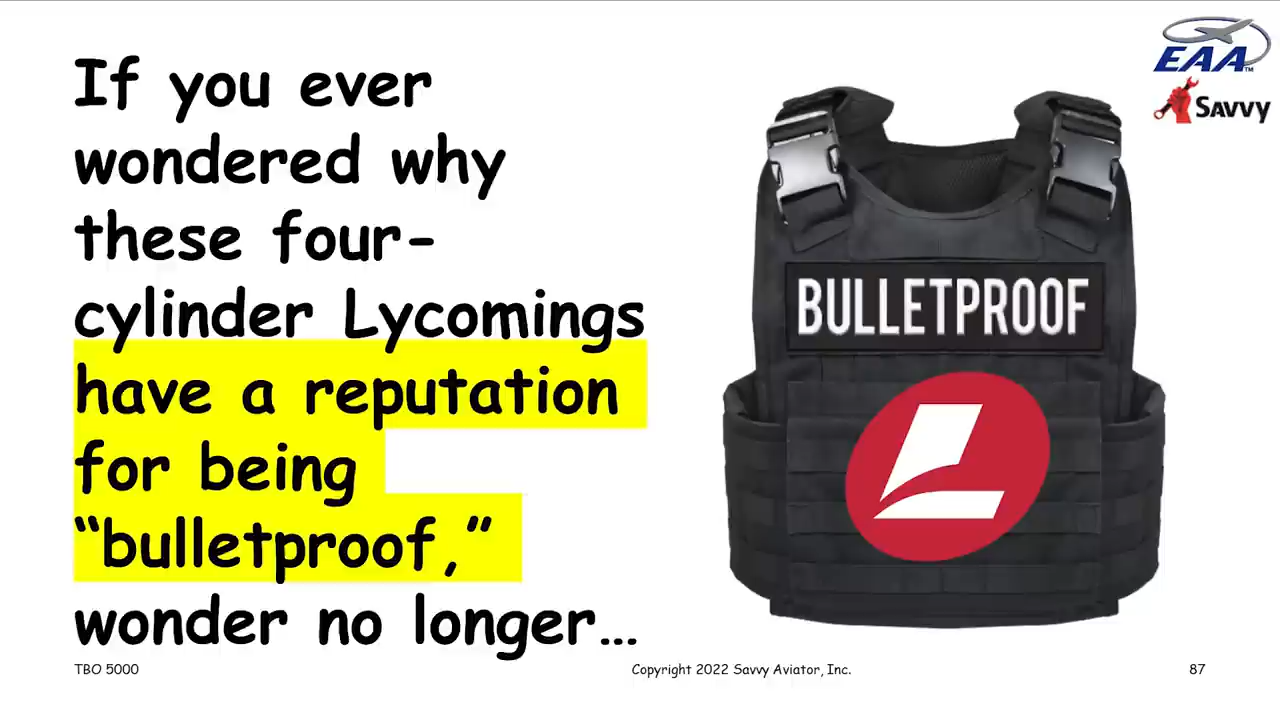 If you ever
wondered why
these four-
cylinder Lycomings
have a reputation
for being
“bulletproof,”
wonder no longer…
EAA™
Savvy
BULLETPROOF
L
TBO 5000
Copyright 2022 Savvy Aviator, Inc.
87